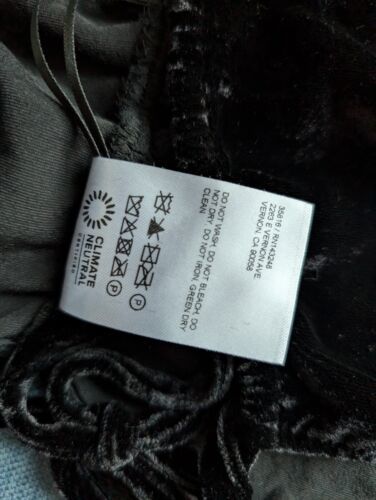 35816 / RN143248
2263 E VERNON AVE.
VERNON, CA 90058
DO NOT WASH, DO NOT BLEACH, DO
NOT DRY, DO NOT IRON, GREEN DRY
CLEAN
P
P
CLIMATE
NEUTRAL
CERTIFIED